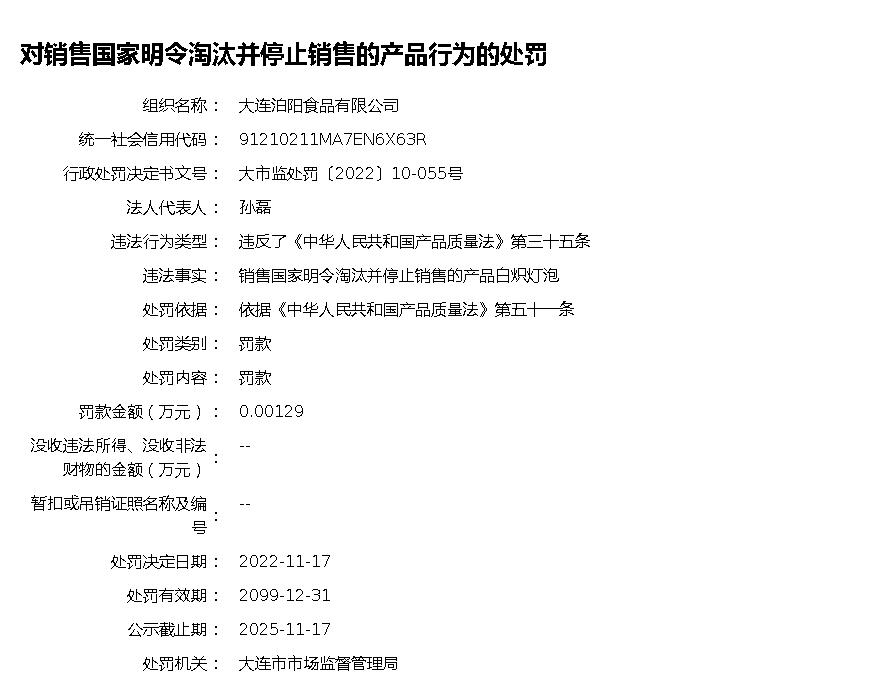 对销售国家明令淘汰并停止销售的产品行为的处罚
组织名称： 大连泊阳食品有限公司
统一社会信用代码： 91210211MA7EN6X63R
行政处罚决定书文号： 大市监处罚〔2022〕10-055号
法人代表人： 孙磊
违法行为类型： 违反了《中华人民共和国产品质量法》第三十五条
违法事实： 销售国家明令淘汰并停止销售的产品白炽灯泡
处罚依据： 依据《中华人民共和国产品质量法》第五十一条
处罚类别： 罚款
处罚内容： 罚款
罚款金额（万元）： 0.00129
没收违法所得、没收非法
财物的金额（万元）： --
暂扣或吊销证照名称及编
号： --
处罚决定日期： 2022-11-17
处罚有效期： 2099-12-31
公示截止期： 2025-11-17
处罚机关： 大连市市场监督管理局